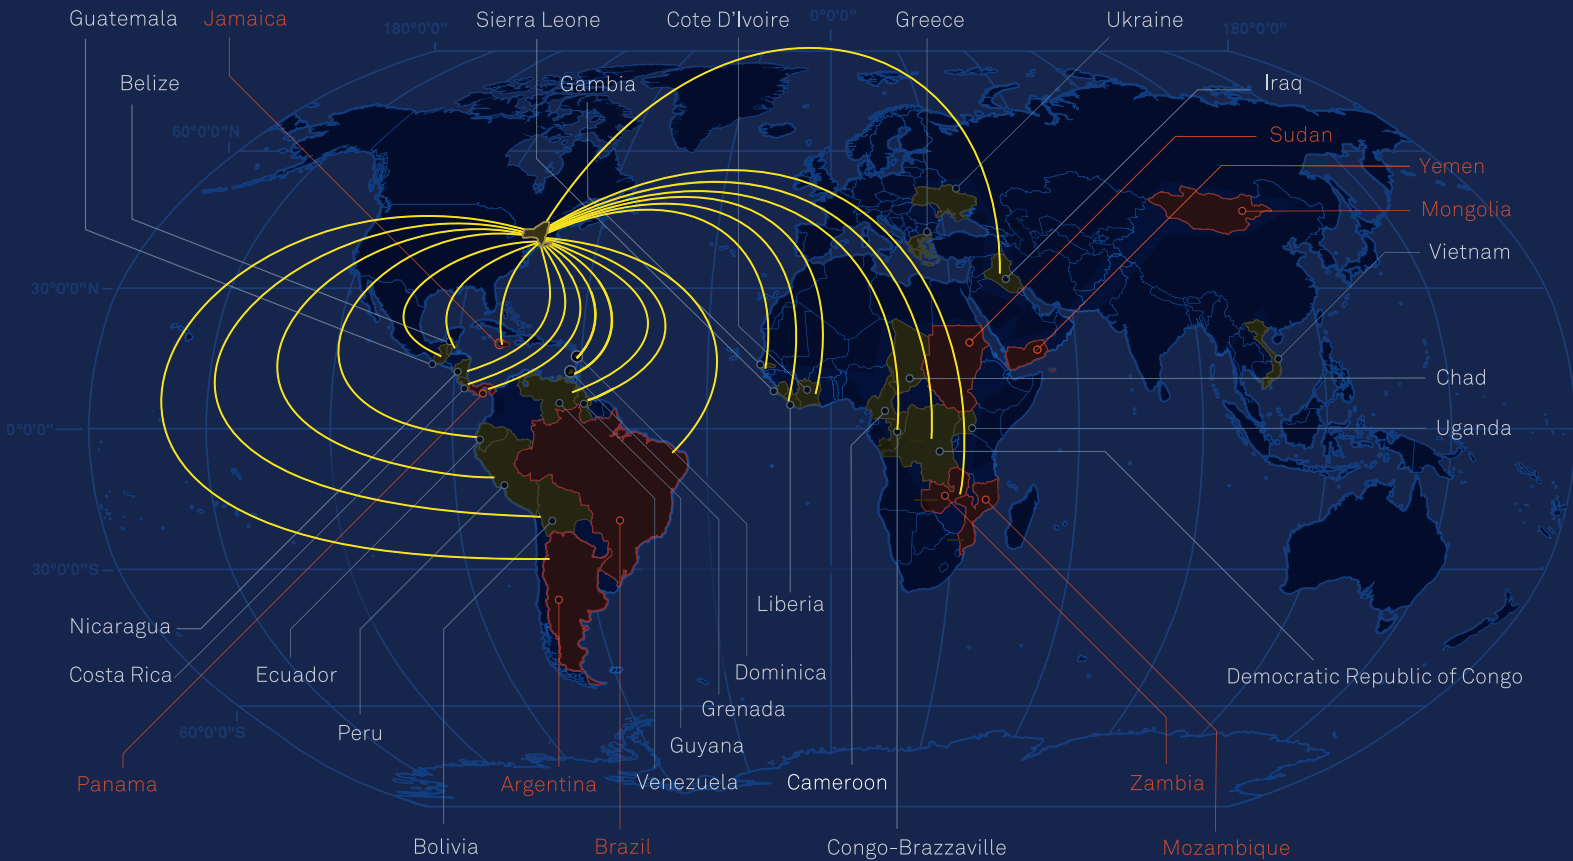 Guatemala
Jamaica
Sierra Leone
Cote D'Ivoire
0°0'0"
Greece
Ukraine
180°0'0"
180°0'0"
Belize
Gambia
Iraq
60°0'0"N
Sudan
Yemen
Mongolia
Vietnam
30°0'0"N
Chad
0°0'0"
Uganda
30°0'0"S
Liberia
Nicaragua
Costa Rica
Ecuador
Dominica
Democratic Republic of Congo
Grenada
60°0'0"S
Peru
Guyana
Panama
Argentina
Venezuela
Cameroon
Zambia
Bolivia
Brazil
Congo-Brazzaville
Mozambique